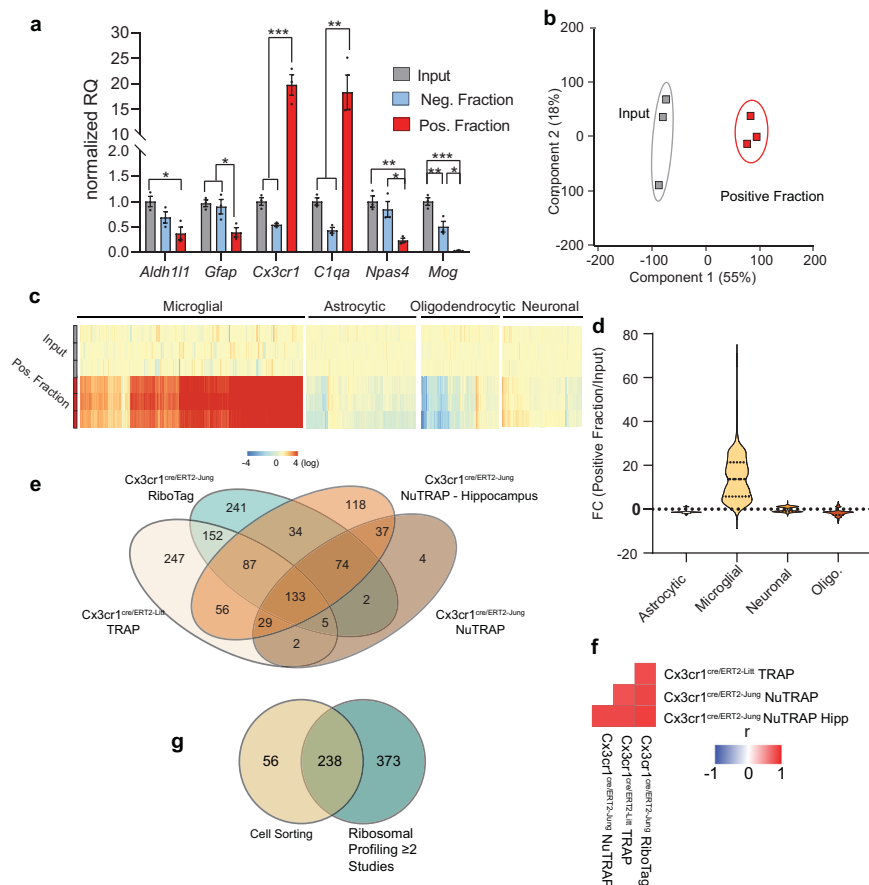 a
normalized RQ
30
25
20
15
10
5
2.0
1.5
1.0
0.5
0.0
***
**
*
*
**
*
***
**
*
Input
Neg. Fraction
Pos. Fraction
Aldh1l1
Gfap
Cx3cr1
C1qa
Npas4
Mog
b
Component 2 (18%)
200
100
0
-100
-200
Input
Positive Fraction
-200
-100
0
100
200
Component 1 (55%)
c
Microglial
Astrocytic
Oligodendrocytic
Neuronal
Input
Pos. Fraction
-4
0
4 (log)
d
FC (Positive Fraction/Input)
80
60
40
20
0
-20
Astrocytic
Microglial
Neuronal
Oligo.
e
Cx3cr1cre/ERT2-Jung
RiboTag
Cx3cr1cre/ERT2-Jung
NuTRAP - Hippocampus
Cx3cr1cre/ERT2-Litt
TRAP
Cx3cr1cre/ERT2-Jung
NuTRAP
241
118
152
34
37
247
87
74
4
133
56
29
5
2
2
f
Cx3cr1cre/ERT2-Litt TRAP
Cx3cr1cre/ERT2-Jung NuTRAP
Cx3cr1cre/ERT2-Jung NuTRAP Hipp
Cx3cr1cre/ERT2-Jung
NuTRAP
Cx3cr1cre/ERT2-Litt
TRAP
Cx3cr1cre/ERT2-Jung
RiboTag
r
-1
0
1
g
56
238
373
Cell Sorting
Ribosomal
Profiling ≥2
Studies